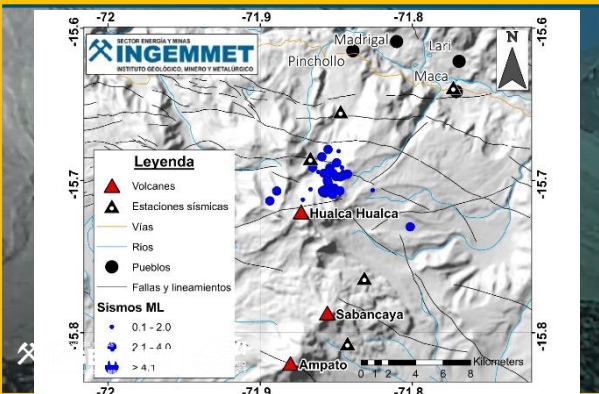 -72
-71.9
-71.8
-15.6
-15.6
SECTOR ENERGÍA Y MINAS
INGEMMET
INSTITUTO GEOLÓGICO, MINERO Y METALÚRGICO
N
Madrigal
Lari
Pinchollo
Maca
Leyenda
Volcanes
Estaciones sísmicas
Vías
Rios
Pueblos
Fallas y lineamientos
Sismos ML
0.1 - 2.0
2.1 - 4.0
> 4.1
-15.7
-15.7
Hualca Hualca
Sabancaya
-15.8
-15.8
Ampato
Kilometers
0 1 2 4 6 8
-72
-71.9
-71.8